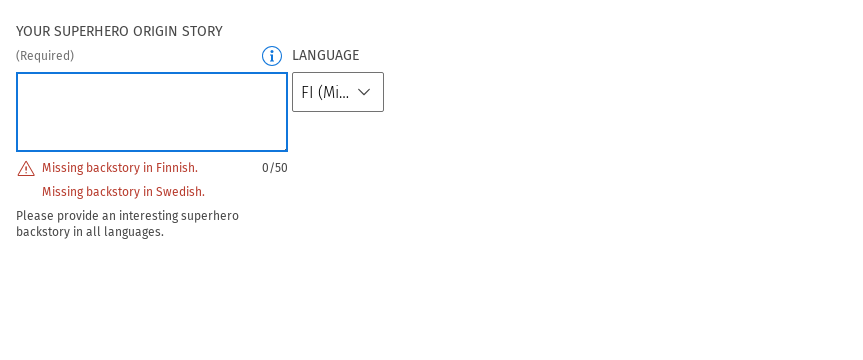 YOUR SUPERHERO ORIGIN STORY
(Required)
LANGUAGE
FI (Mi...
Missing backstory in Finnish.
0/50
Missing backstory in Swedish.
Please provide an interesting superhero
backstory in all languages.